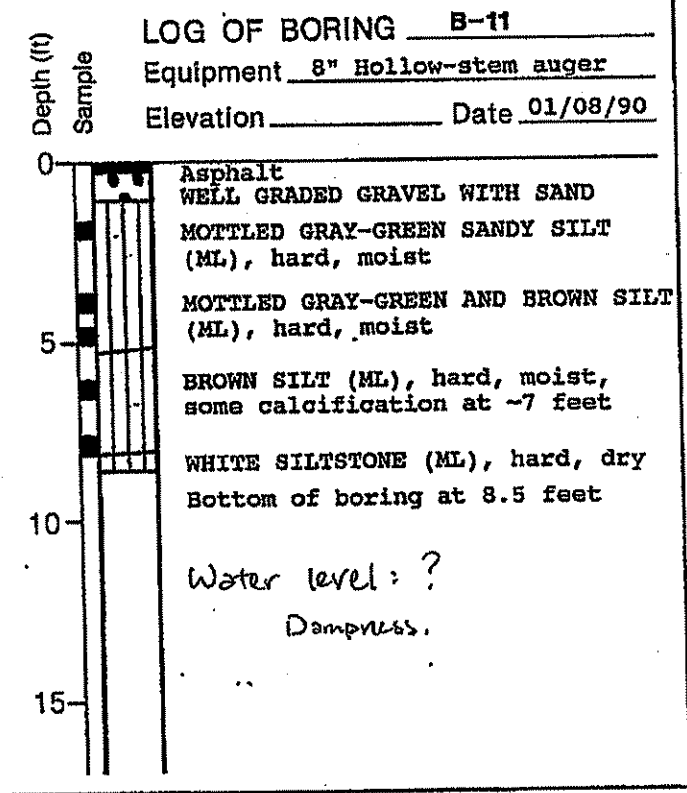 LOG OF BORING B-11
Equipment 8" Hollow-stem auger
Elevation Date 01/08/90
Depth (ft)
Sample
0
Asphalt
WELL GRADED GRAVEL WITH SAND
MOTTLED GRAY-GREEN SANDY SILT
(ML), hard, moist
MOTTLED GRAY-GREEN AND BROWN SILT
(ML), hard, moist
5
BROWN SILT (ML), hard, moist,
some calcification at ~7 feet
WHITE SILTSTONE (ML), hard, dry
Bottom of boring at 8.5 feet
10
Water level: ?
Dampness.
15